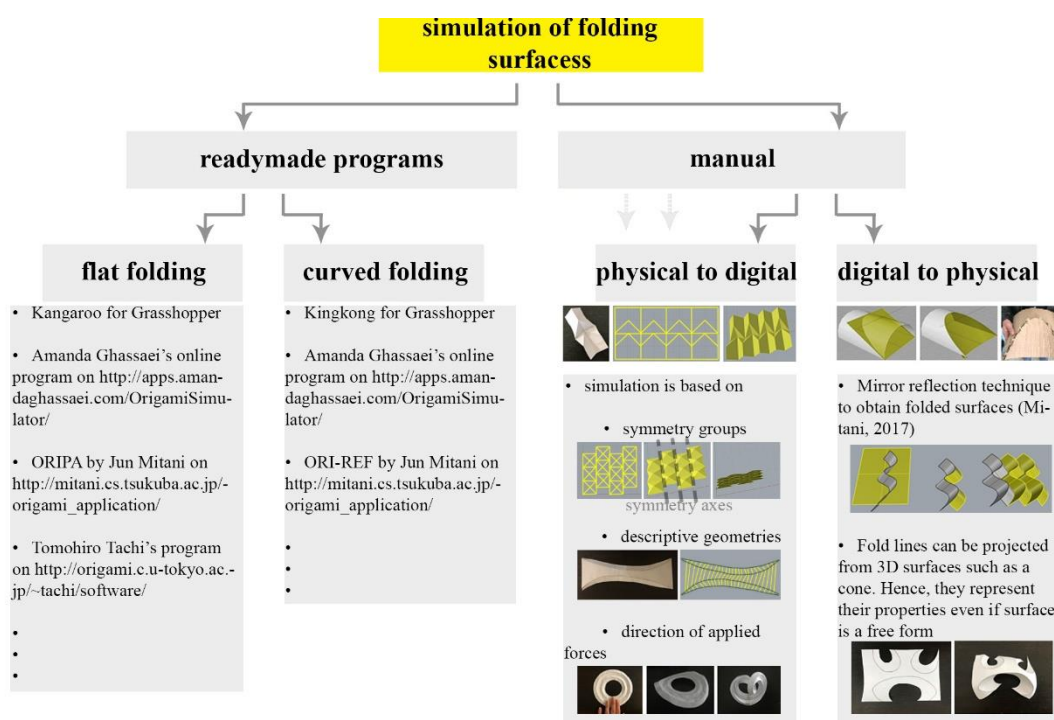 simulation of folding
surfacess
readymade programs
manual
flat folding
curved folding
physical to digital
digital to physical
• Kangaroo for Grasshopper
• Amanda Ghassaei's online
program on http://apps.aman-
daghassaei.com/OrigamiSimu-
lator/
• ORIPA by Jun Mitani on
http://mitani.cs.tsukuba.ac.jp/-
origami_application/
• Tomohiro Tachi's program
on http://origami.c.u-tokyo.ac.-
jp/~tachi/software/
•
•
•
• Kingkong for Grasshopper
• Amanda Ghassaei's online
program on http://apps.aman-
daghassaei.com/OrigamiSimu-
lator/
• ORI-REF by Jun Mitani on
http://mitani.cs.tsukuba.ac.jp/-
origami_application/
•
•
•
• simulation is based on
• symmetry groups
symmetry axes
• descriptive geometries
• direction of applied
forces
• Mirror reflection technique
to obtain folded surfaces (Mi-
tani, 2017)
• Fold lines can be projected
from 3D surfaces such as a
cone. Hence, they represent
their properties even if surface
is a free form